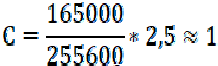 C = 165000/255600 * 2,5 ≈ 1